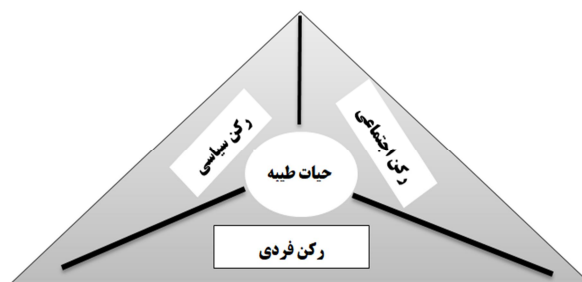 رکن اجتماعی
رکن سیاسی
حیات طیبه
رکن فردی